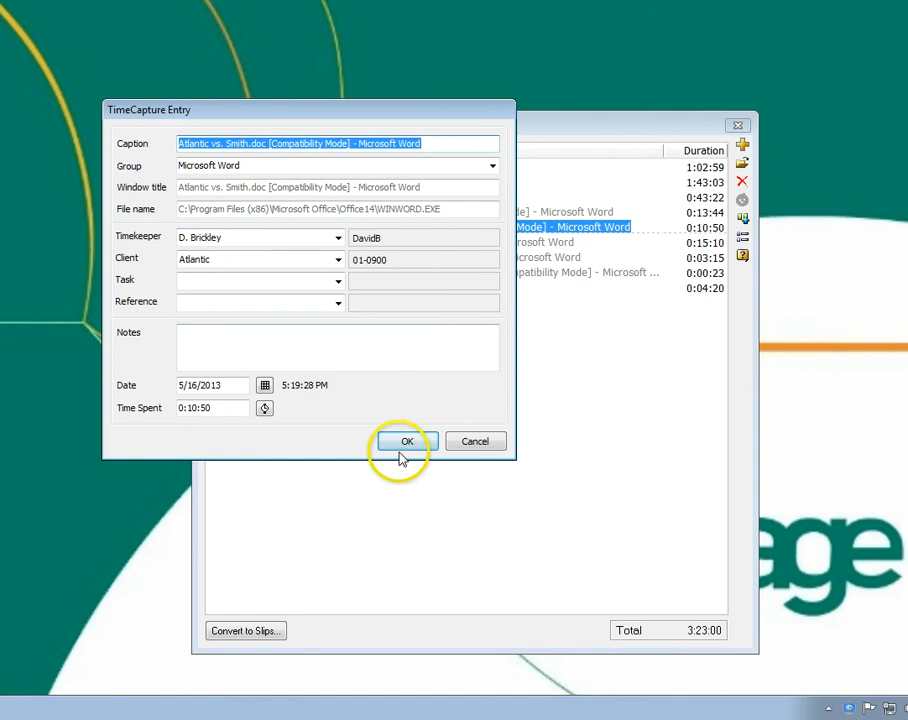 TimeCapture Entry
Caption Atlantic vs. Smith.doc [Compatibility Mode] - Microsoft Word
Group Microsoft Word
Window title Atlantic vs. Smith.doc [Compatibility Mode] - Microsoft Word
File name C:\Program Files (x86)\Microsoft Office\Office14\WINWORD.EXE
Timekeeper D. Brickley DavidB
Client Atlantic 01-0900
Task
Reference
Notes
Date 5/16/2013 5:19:28 PM
Time Spent 0:10:50
OK Cancel
Duration
1:02:59
1:43:03
0:43:22
de] - Microsoft Word 0:13:44
Mode] - Microsoft Word 0:10:50
rosoft Word 0:15:10
icrosoft Word 0:03:15
patibility Mode] - Microsoft ... 0:00:23
0:04:20
Convert to Slips...
Total 3:23:00
age